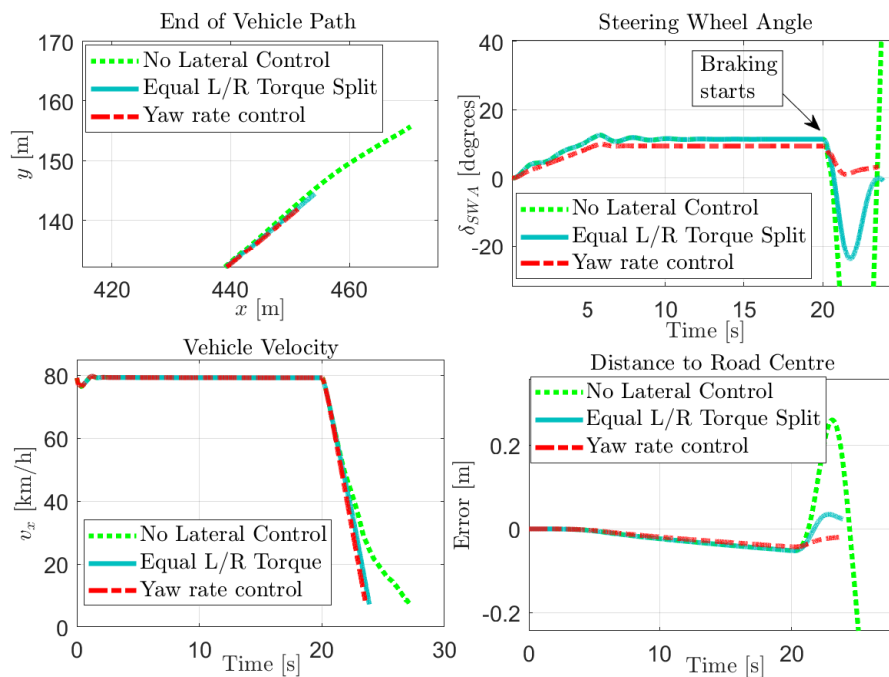 End of Vehicle Path
170
160
150
140
y [m]
No Lateral Control
Equal L/R Torque Split
Yaw rate control
420
440
460
x [m]
Steering Wheel Angle
40
20
0
-20
δSWA [degrees]
Braking
starts
No Lateral Control
Equal L/R Torque Split
Yaw rate control
5
10
15
20
Time [s]
Vehicle Velocity
80
60
40
20
0
vx [km/h]
No Lateral Control
Equal L/R Torque
Yaw rate control
0
10
20
30
Time [s]
Distance to Road Centre
0.2
0
-0.2
Error [m]
No Lateral Control
Equal L/R Torque Split
Yaw rate control
0
10
20
Time [s]